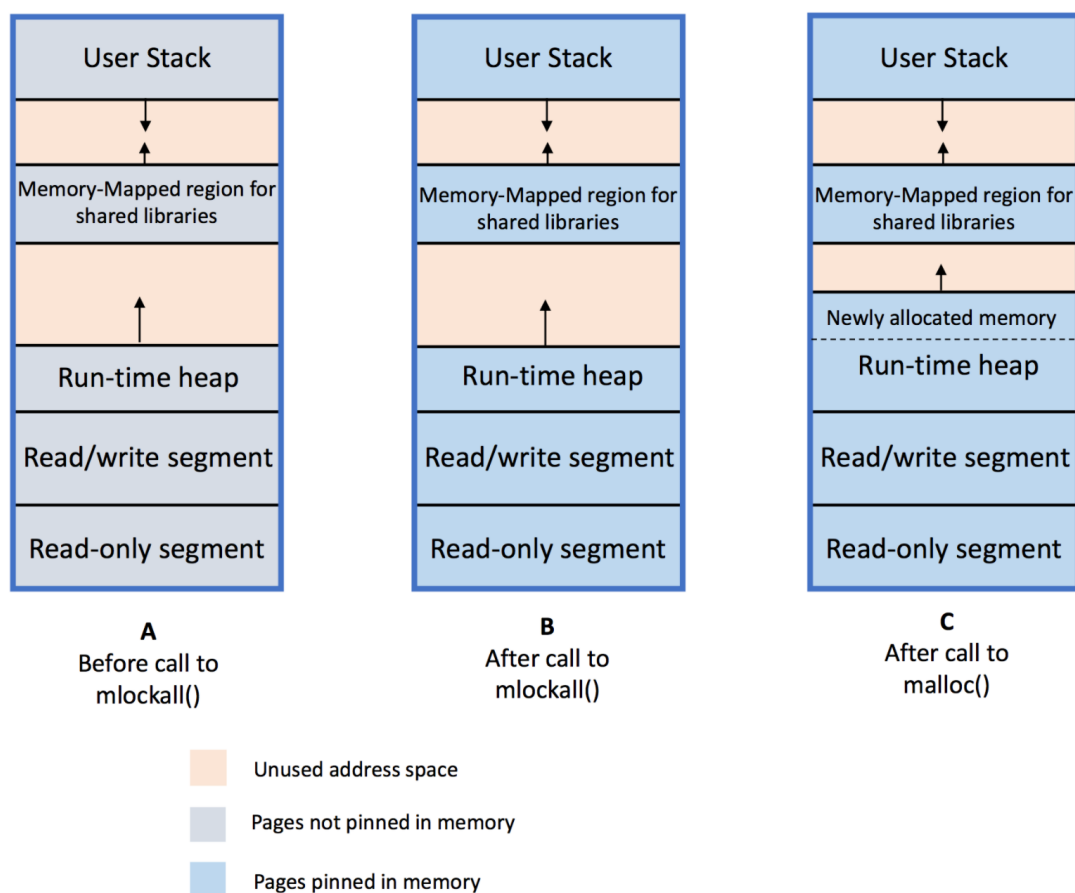 User Stack
Memory-Mapped region for
shared libraries
Run-time heap
Read/write segment
Read-only segment
A
Before call to
mlockall()
User Stack
Memory-Mapped region for
shared libraries
Run-time heap
Read/write segment
Read-only segment
B
After call to
mlockall()
User Stack
Memory-Mapped region for
shared libraries
Newly allocated memory
Run-time heap
Read/write segment
Read-only segment
C
After call to
malloc()
Unused address space
Pages not pinned in memory
Pages pinned in memory